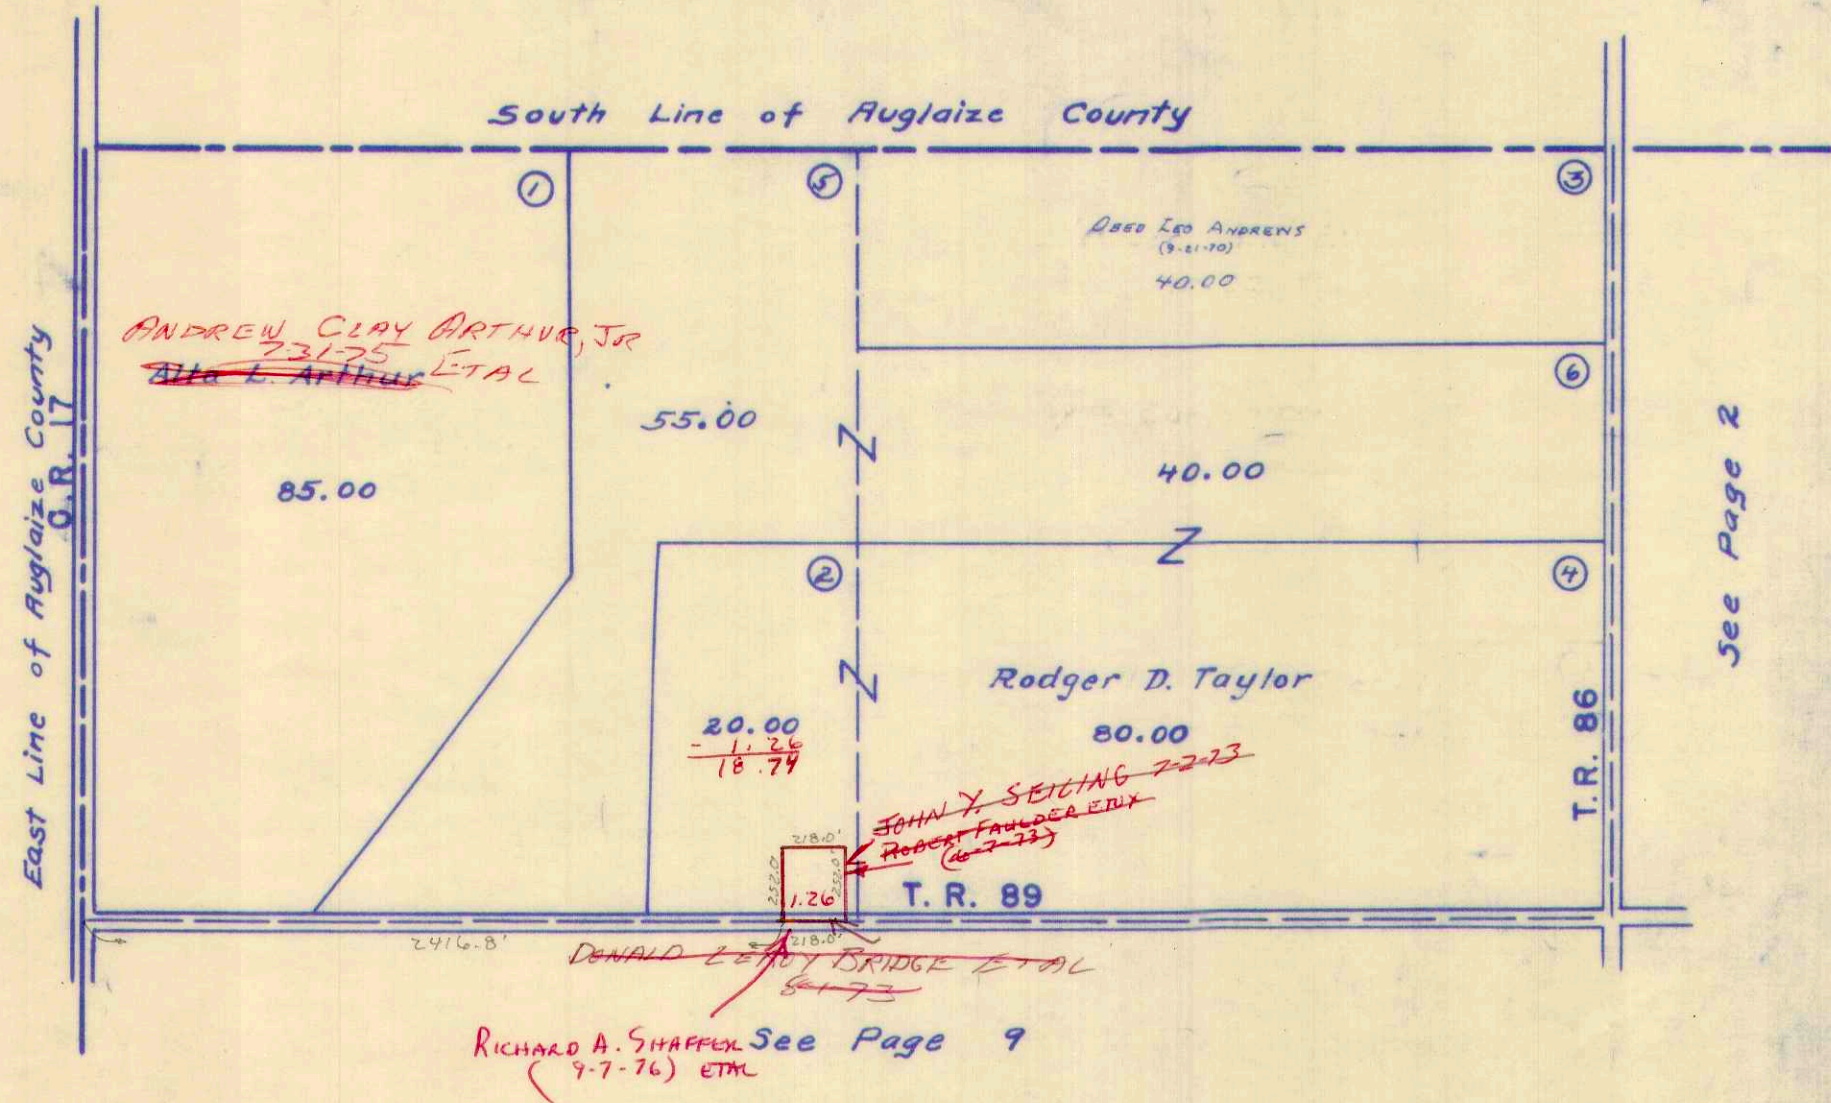 South Line of Auglaize County
1
5
3
OBED LEO ANDREWS
(9-21-70)
40.00
ANDREW CLAY ARTHUR, JR
7-31-75
Alta L. Arthur ETAL
6
55.00
40.00
85.00
East Line of Auglaize County
C.R. 17
See Page 2
Z
Z
2
4
Z
Rodger D. Taylor
80.00
20.00
- 1.26
18.74
T.R. 86
JOHN Y. SEILING 7-2-73
ROBERT FAULDER ETUX
(6-7-73)
218.0'
252.0'
252.0'
1.26
T. R. 89
2416.8'
218.0'
DONALD LEROY BRIDGE ETAL
8-1-73
RICHARD A. SHAFFER See Page 9
(9-7-76) ETAL